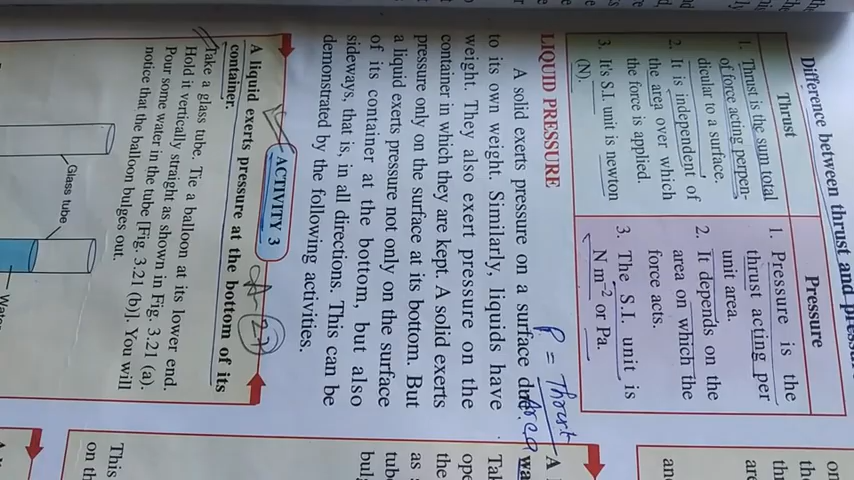 Difference between thrust and
Thrust
Pressure
1. Thrust is the sum total
of force acting perpen-
dicular to a surface.
2. It is independent of
the area over which
the force is applied.
3. It's S.I. unit is newton
(N).
1. Pressure is the
thrust acting per
unit area.
2. It depends on the
area on which the
force acts.
3. The S.I. unit is
N m⁻² or Pa.
LIQUID PRESSURE
P = Thrust
Area
A solid exerts pressure on a surface due
to its own weight. Similarly, liquids have
weight. They also exert pressure on the
container in which they are kept. A solid exerts
pressure only on the surface at its bottom. But
a liquid exerts pressure not only on the surface
of its container at the bottom, but also
sideways, that is, in all directions. This can be
demonstrated by the following activities.
ACTIVITY 3
A liquid exerts pressure at the bottom of its
container.
Take a glass tube. Tie a balloon at its lower end.
Hold it vertically straight as shown in Fig. 3.21 (a).
Pour some water in the tube [Fig. 3.21 (b)]. You will
notice that the balloon bulges out.
Glass tube
This
on th